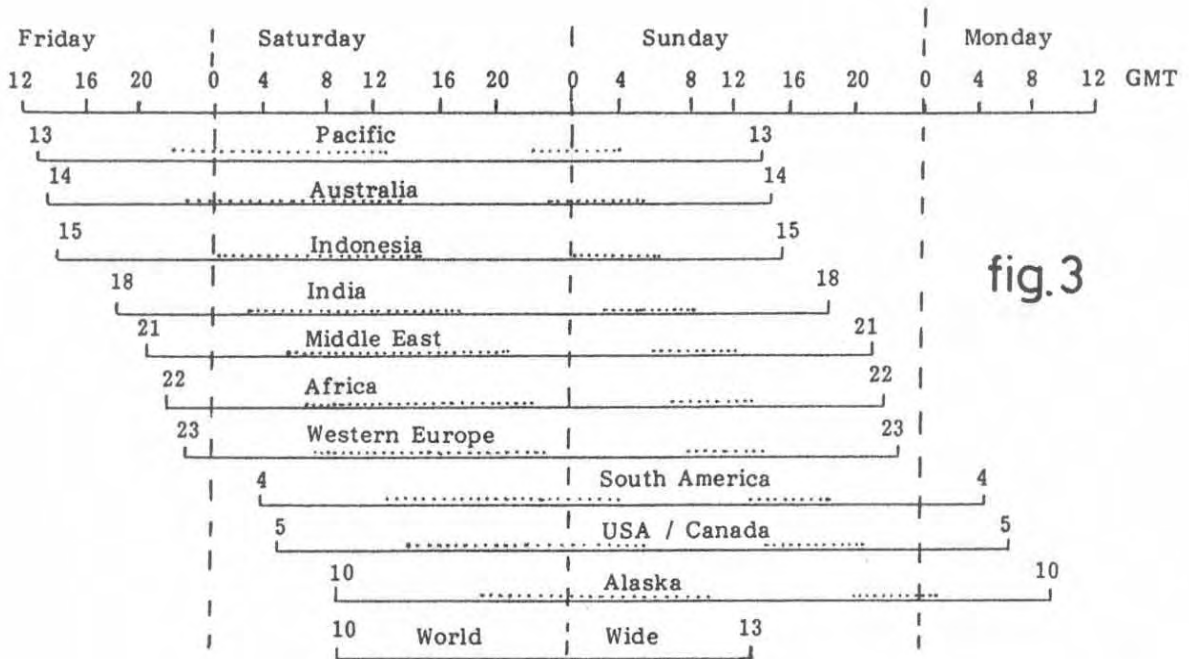 Friday Saturday Sunday Monday
12 16 20 0 4 8 12 16 20 0 4 8 12 16 20 0 4 8 12 GMT
13 Pacific 13
14 Australia 14
15 Indonesia 15
18 India 18
21 Middle East 21
22 Africa 22
23 Western Europe 23
4 South America 4
5 USA / Canada 5
10 Alaska 10
10 World Wide 13
fig.3